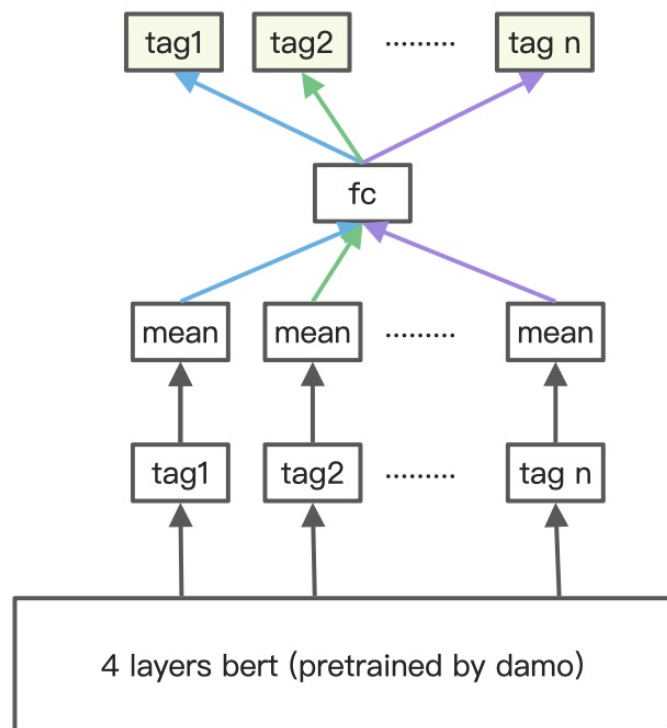 tag1 tag2 ......... tag n
fc
mean mean ......... mean
tag1 tag2 ......... tag n
4 layers bert (pretrained by damo)